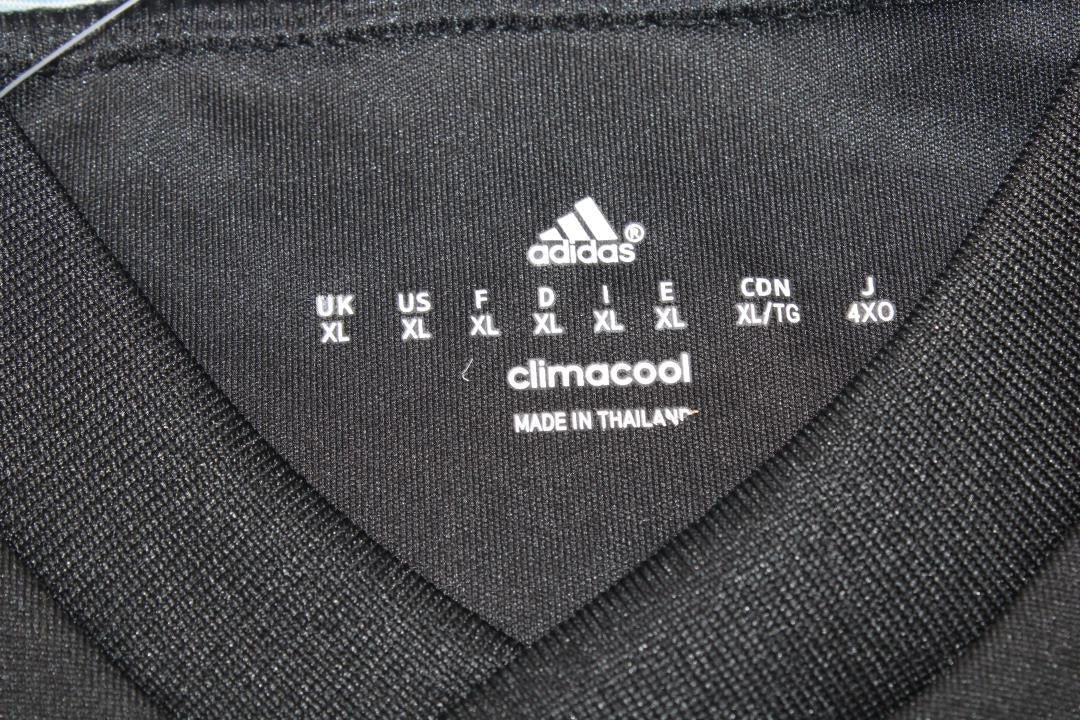 adidas®
UK US F D I E CDN J
XL XL XL XL XL XL XL/TG 4XO
climacool
MADE IN THAILAND